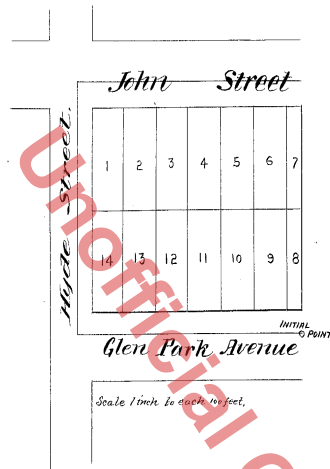 John Street
Hyde Street.
1 2 3 4 5 6 7
14 13 12 11 10 9 8
INITIAL
POINT
Glen Park Avenue
Scale 1 inch to each 100 feet.
Unofficial